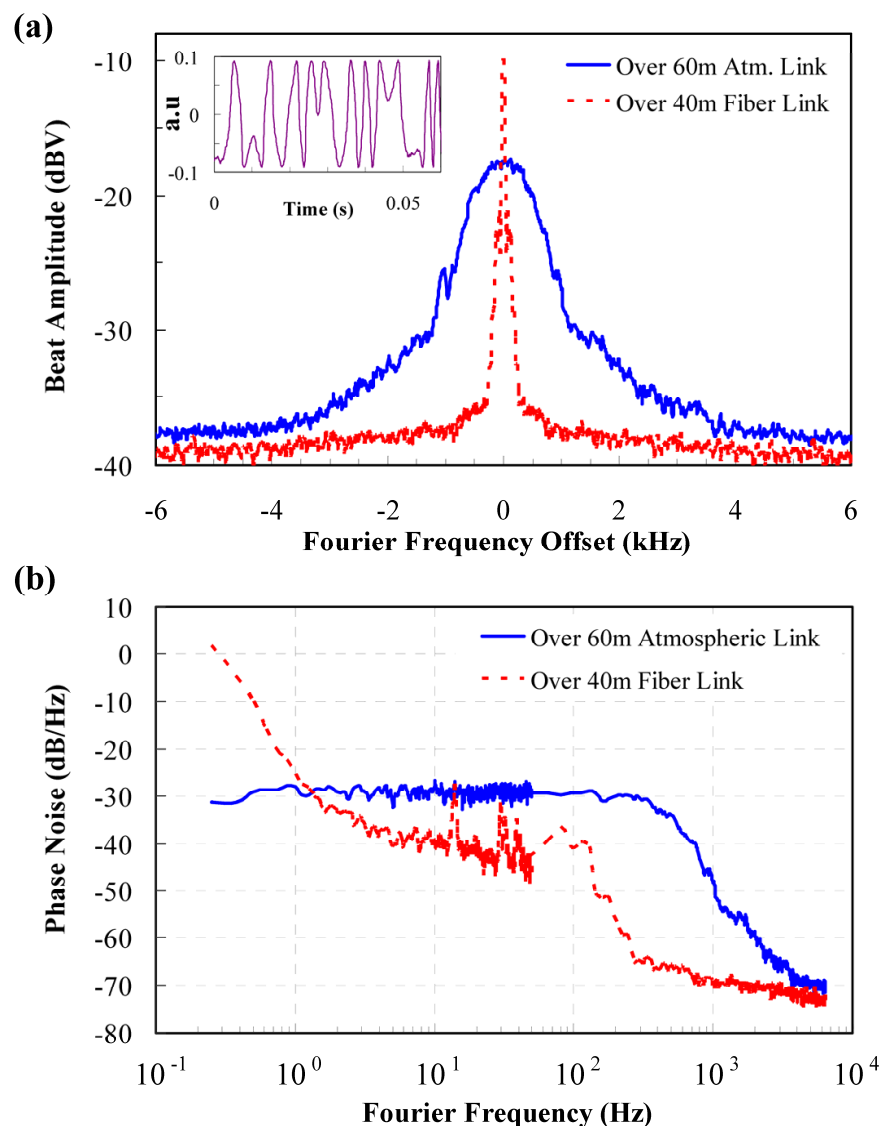 (a)
-10
-20
-30
-40
Beat Amplitude (dBV)
0.1
0
-0.1
a.u
0
0.05
Time (s)
Over 60m Atm. Link
Over 40m Fiber Link
-6
-4
-2
0
2
4
6
Fourier Frequency Offset (kHz)
(b)
10
0
-10
-20
-30
-40
-50
-60
-70
-80
Phase Noise (dB/Hz)
Over 60m Atmospheric Link
Over 40m Fiber Link
10⁻¹
10⁰
10¹
10²
10³
10⁴
Fourier Frequency (Hz)